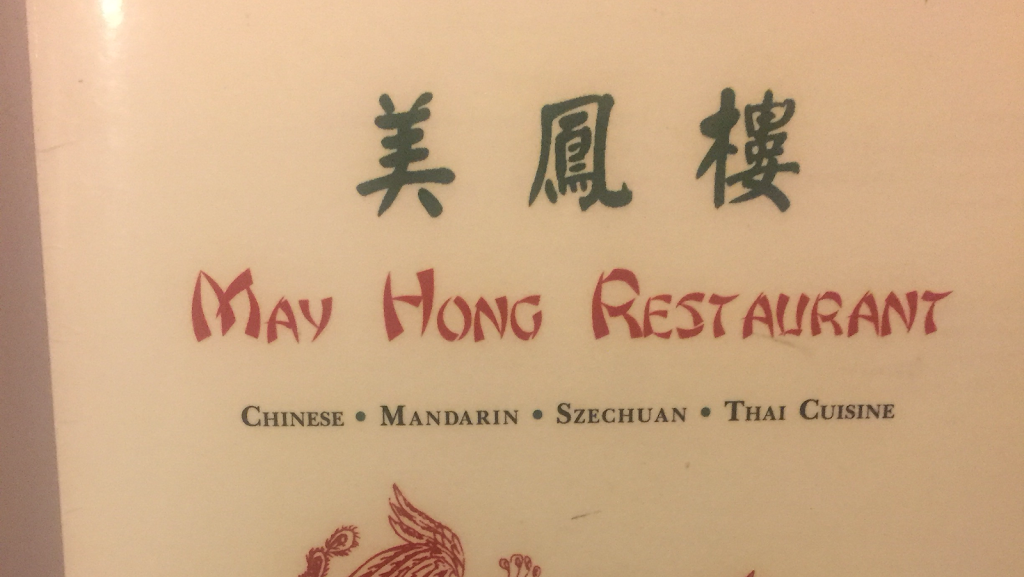 美鳳樓
May Hong Restaurant
Chinese • Mandarin • Szechuan • Thai Cuisine